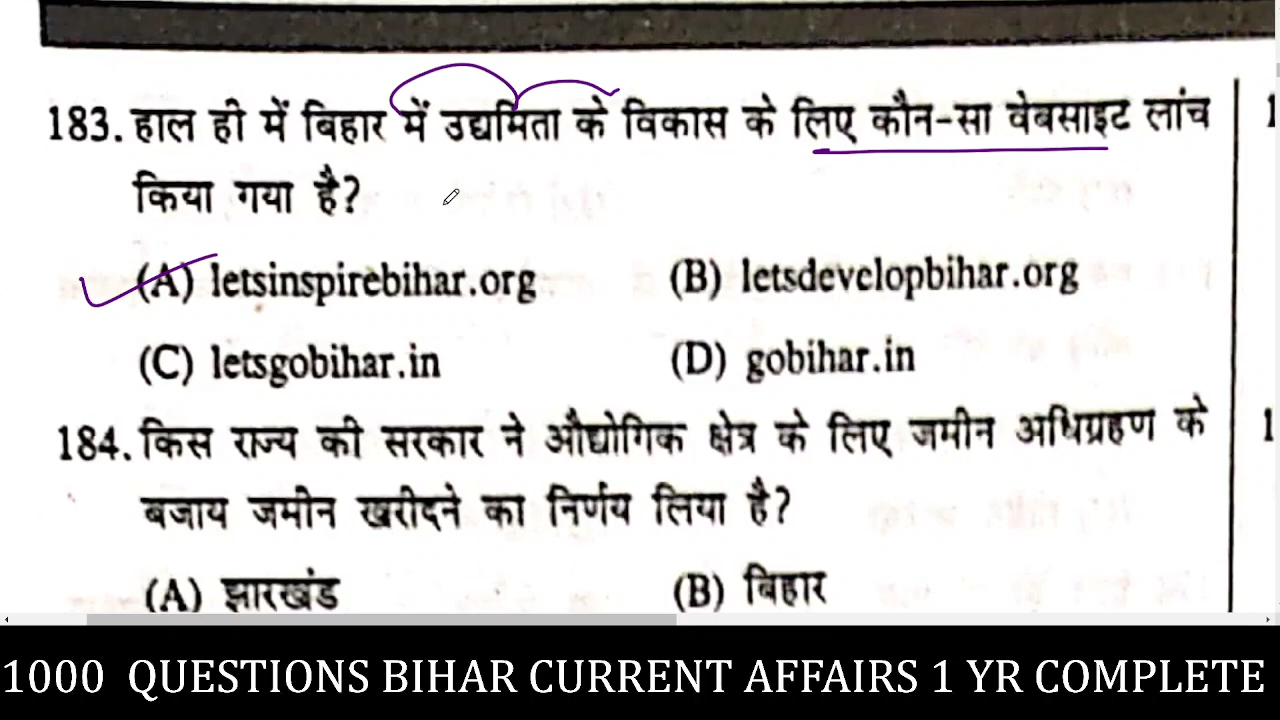 183. हाल ही में बिहार में उद्यमिता के विकास के लिए कौन-सा वेबसाइट लांच
किया गया है?
(A) letsinspirebihar.org (B) letsdevelopbihar.org
(C) letsgobihar.in (D) gobihar.in
184. किस राज्य की सरकार ने औद्योगिक क्षेत्र के लिए जमीन अधिग्रहण के
बजाय जमीन खरीदने का निर्णय लिया है?
(A) झारखंड (B) बिहार
1000 QUESTIONS BIHAR CURRENT AFFAIRS 1 YR COMPLETE